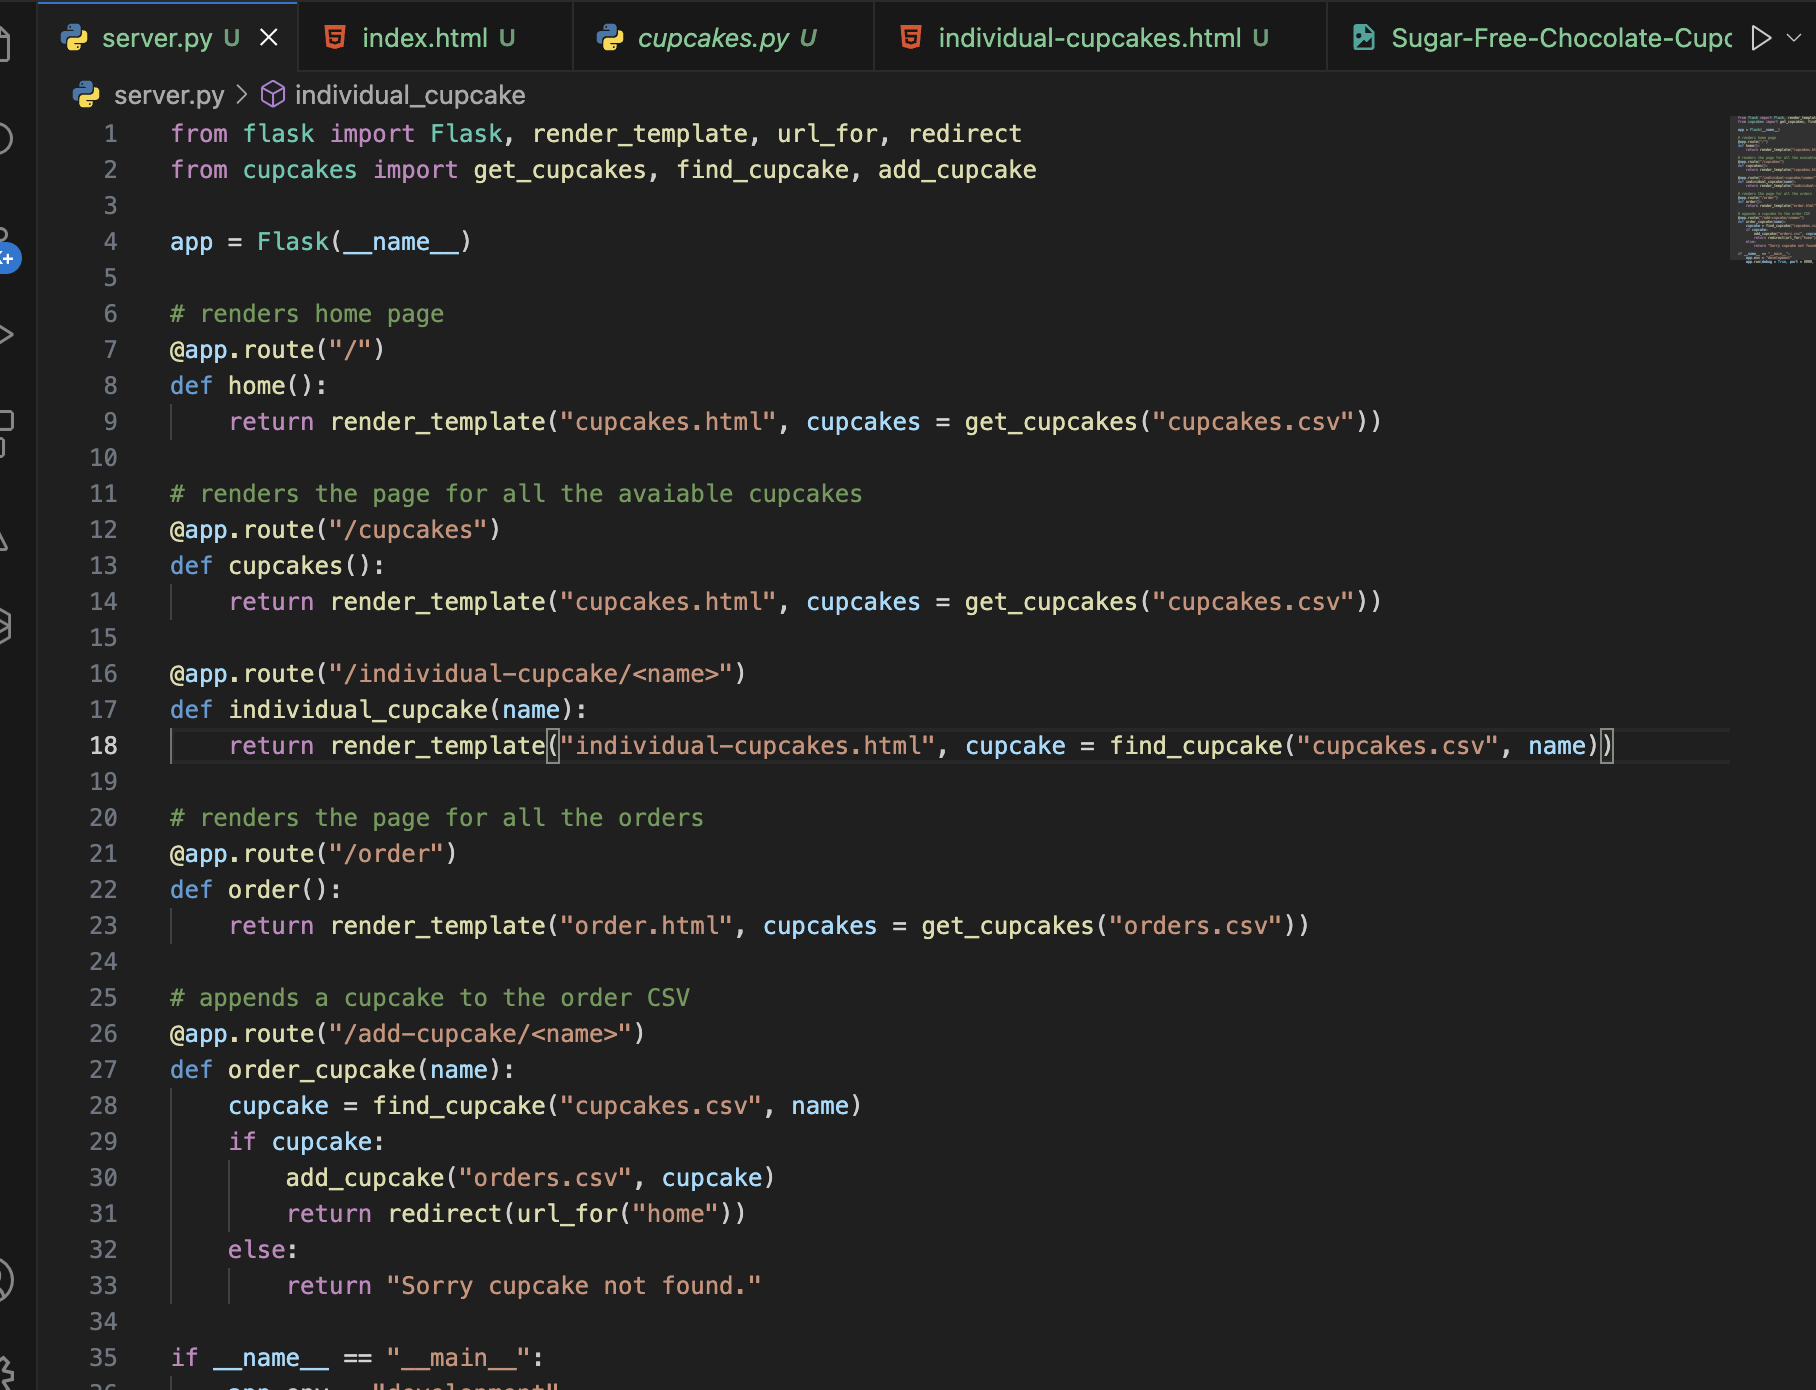 server.py U
index.html U
cupcakes.py U
individual-cupcakes.html U
Sugar-Free-Chocolate-Cupc
server.py > individual_cupcake
1 from flask import Flask, render_template, url_for, redirect
2 from cupcakes import get_cupcakes, find_cupcake, add_cupcake
3
4 app = Flask(__name__)
5
6 # renders home page
7 @app.route("/")
8 def home():
9     return render_template("cupcakes.html", cupcakes = get_cupcakes("cupcakes.csv"))
10
11 # renders the page for all the avaiable cupcakes
12 @app.route("/cupcakes")
13 def cupcakes():
14     return render_template("cupcakes.html", cupcakes = get_cupcakes("cupcakes.csv"))
15
16 @app.route("/individual-cupcake/<name>")
17 def individual_cupcake(name):
18     return render_template("individual-cupcakes.html", cupcake = find_cupcake("cupcakes.csv", name))
19
20 # renders the page for all the orders
21 @app.route("/order")
22 def order():
23     return render_template("order.html", cupcakes = get_cupcakes("orders.csv"))
24
25 # appends a cupcake to the order CSV
26 @app.route("/add-cupcake/<name>")
27 def order_cupcake(name):
28     cupcake = find_cupcake("cupcakes.csv", name)
29     if cupcake:
30         add_cupcake("orders.csv", cupcake)
31         return redirect(url_for("home"))
32     else:
33         return "Sorry cupcake not found."
34
35 if __name__ == "__main__":